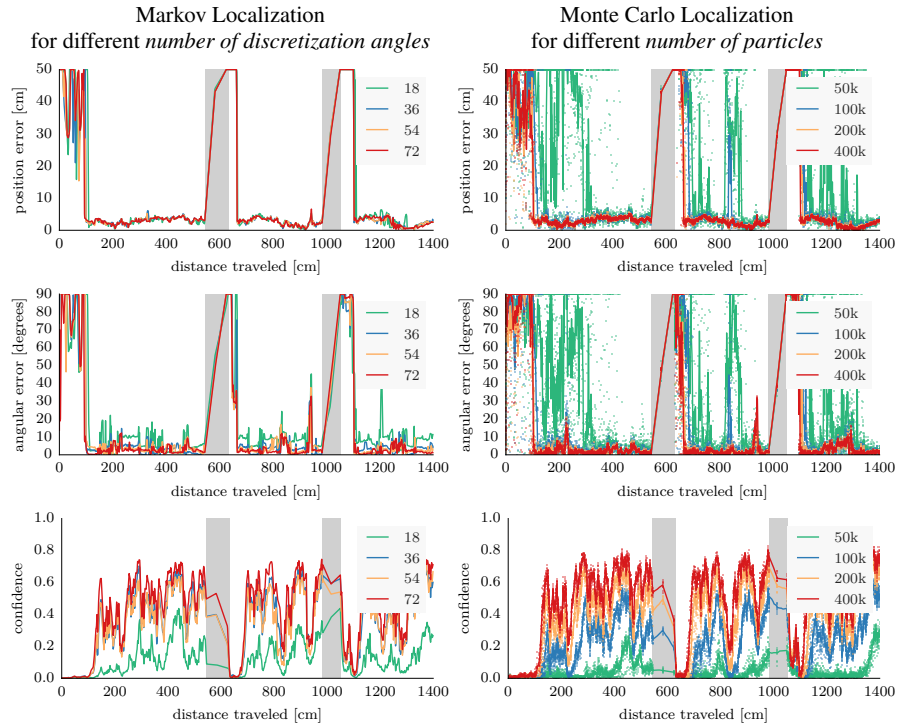 Markov Localization
for different number of discretization angles
Monte Carlo Localization
for different number of particles
position error [cm]
50
40
30
20
10
0
18
36
54
72
0 200 400 600 800 1000 1200 1400
distance traveled [cm]
position error [cm]
50
40
30
20
10
0
50k
100k
200k
400k
0 200 400 600 800 1000 1200 1400
distance traveled [cm]
angular error [degrees]
90
80
70
60
50
40
30
20
10
0
18
36
54
72
0 200 400 600 800 1000 1200 1400
distance traveled [cm]
angular error [degrees]
90
80
70
60
50
40
30
20
10
0
50k
100k
200k
400k
0 200 400 600 800 1000 1200 1400
distance traveled [cm]
confidence
1.0
0.8
0.6
0.4
0.2
0.0
18
36
54
72
0 200 400 600 800 1000 1200 1400
distance traveled [cm]
confidence
1.0
0.8
0.6
0.4
0.2
0.0
50k
100k
200k
400k
0 200 400 600 800 1000 1200 1400
distance traveled [cm]